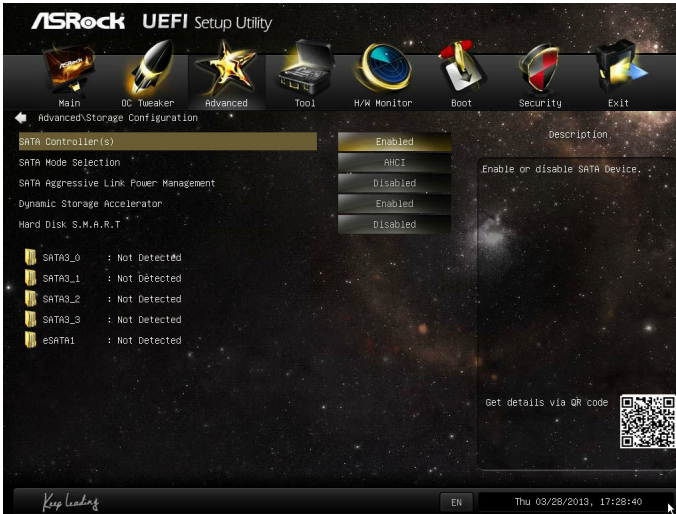 ASRock UEFI Setup Utility
ASRock
Main OC Tweaker Advanced Tool H/W Monitor Boot Security Exit
Advanced\Storage Configuration
Description
SATA Controller(s) Enabled
SATA Mode Selection AHCI
Enable or disable SATA Device.
SATA Aggressive Link Power Management Disabled
Dynamic Storage Accelerator Enabled
Hard Disk S.M.A.R.T Disabled
SATA3_0 : Not Detected
SATA3_1 : Not Detected
SATA3_2 : Not Detected
SATA3_3 : Not Detected
eSATA1 : Not Detected
Get details via QR code
Keep Leading
EN
Thu 03/28/2013, 17:28:40